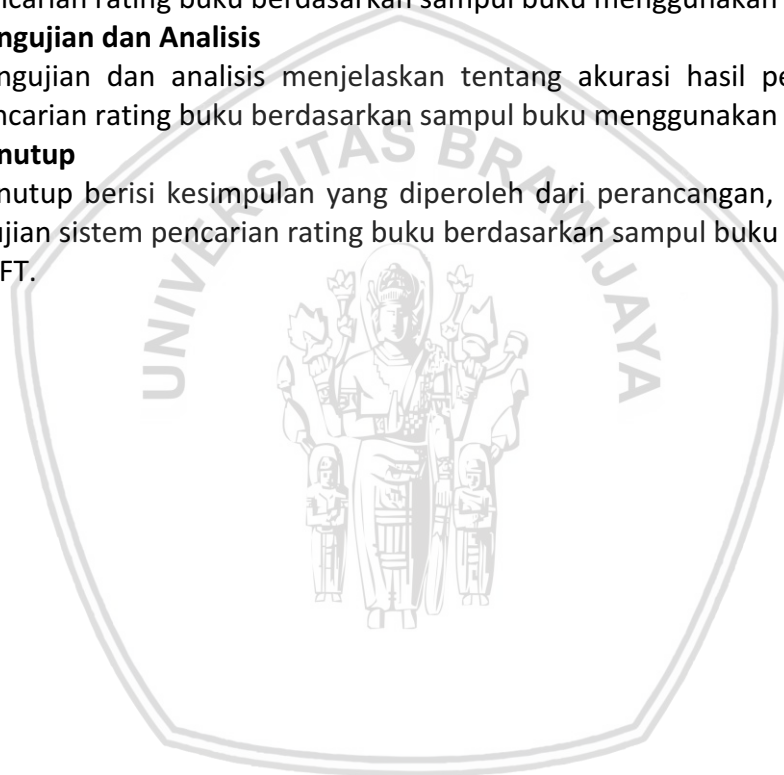 ncarian rating buku berdasarkan sampul buku menggunakan
ngujian dan Analisis
ngujian dan analisis menjelaskan tentang akurasi hasil pe
ncarian rating buku berdasarkan sampul buku menggunakan
nutup
nutup berisi kesimpulan yang diperoleh dari perancangan,
ujian sistem pencarian rating buku berdasarkan sampul buku
FT.
UNIVERSITAS BRAWIJAYA